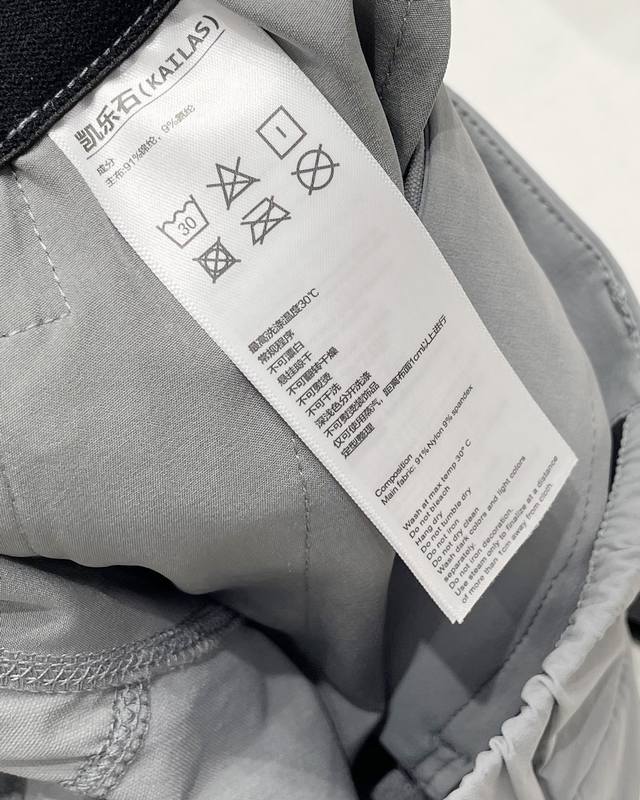 凯乐石(KAILAS)
成分
主布:91%锦纶, 9%氨纶
30
最高洗涤温度30℃
常规程序
不可漂白
悬挂晾干
不可翻转干燥
不可熨烫
不可干洗
深浅色分开洗涤
不可熨烫装饰品
仅可使用蒸汽，距离布面1cm以上进行
定型整理
Composition
Main fabric: 91% Nylon 9% spandex
Wash at max temp 30° C
Do not bleach
Hang dry
Do not tumble dry
Do not iron
Do not dry clean
Wash dark colors and light colors
separately.
Do not iron decoration.
Use steam only to finalize at a distance
of more than 1cm away from cloth.